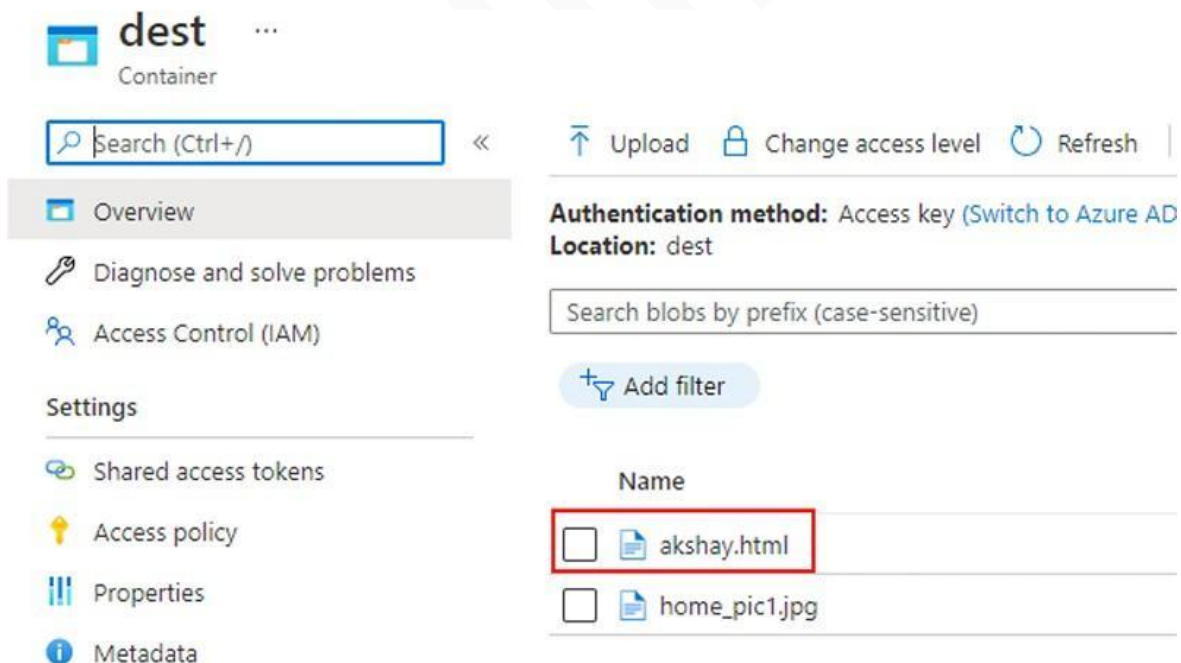 dest ...
Container
Search (Ctrl+/)
«
Overview
Diagnose and solve problems
Access Control (IAM)
Settings
Shared access tokens
Access policy
Properties
Metadata
Upload Change access level Refresh
Authentication method: Access key (Switch to Azure AD
Location: dest
Search blobs by prefix (case-sensitive)
Add filter
Name
akshay.html
home_pic1.jpg